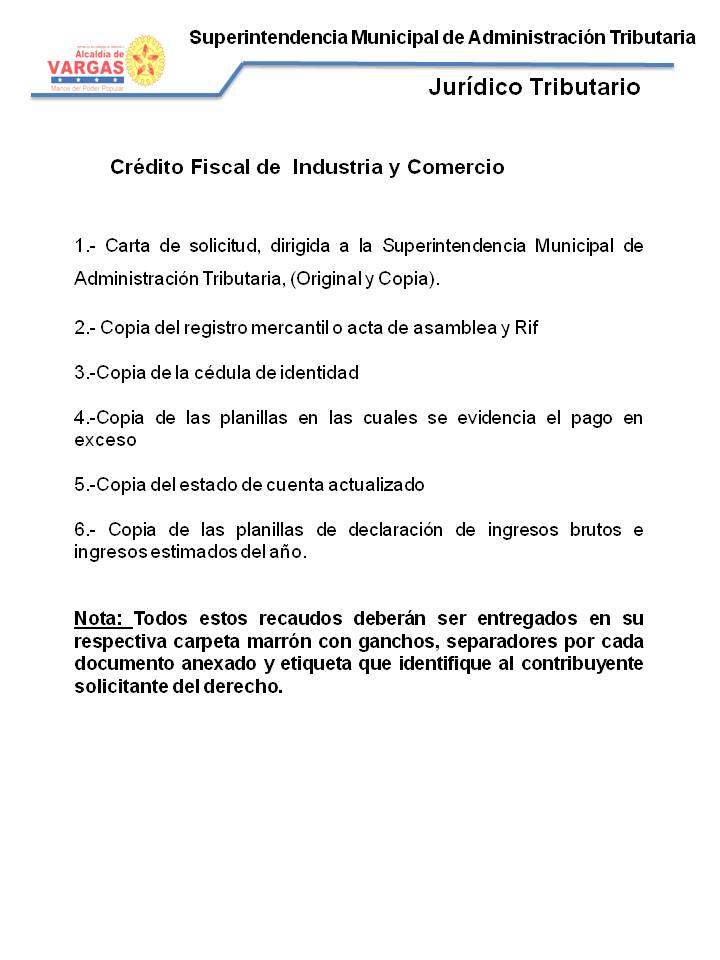 Superintendencia Municipal de Administración Tributaria
Alcaldía de
VARGAS
Manos del Poder Popular
Jurídico Tributario
Crédito Fiscal de Industria y Comercio
1.- Carta de solicitud, dirigida a la Superintendencia Municipal de
Administración Tributaria, (Original y Copia).
2.- Copia del registro mercantil o acta de asamblea y Rif
3.-Copia de la cédula de identidad
4.-Copia de las planillas en las cuales se evidencia el pago en
exceso
5.-Copia del estado de cuenta actualizado
6.- Copia de las planillas de declaración de ingresos brutos e
ingresos estimados del año.
Nota: Todos estos recaudos deberán ser entregados en su
respectiva carpeta marrón con ganchos, separadores por cada
documento anexado y etiqueta que identifique al contribuyente
solicitante del derecho.